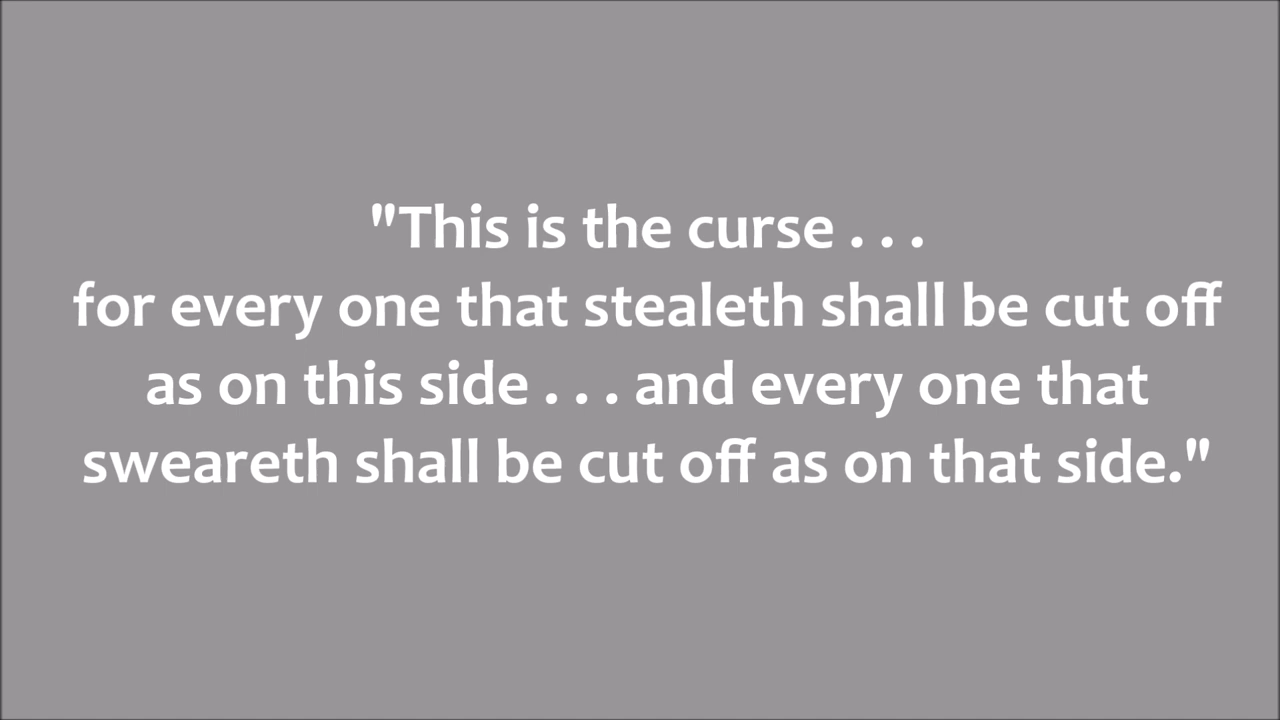 "This is the curse . . .
for every one that stealeth shall be cut off
as on this side . . . and every one that
sweareth shall be cut off as on that side."